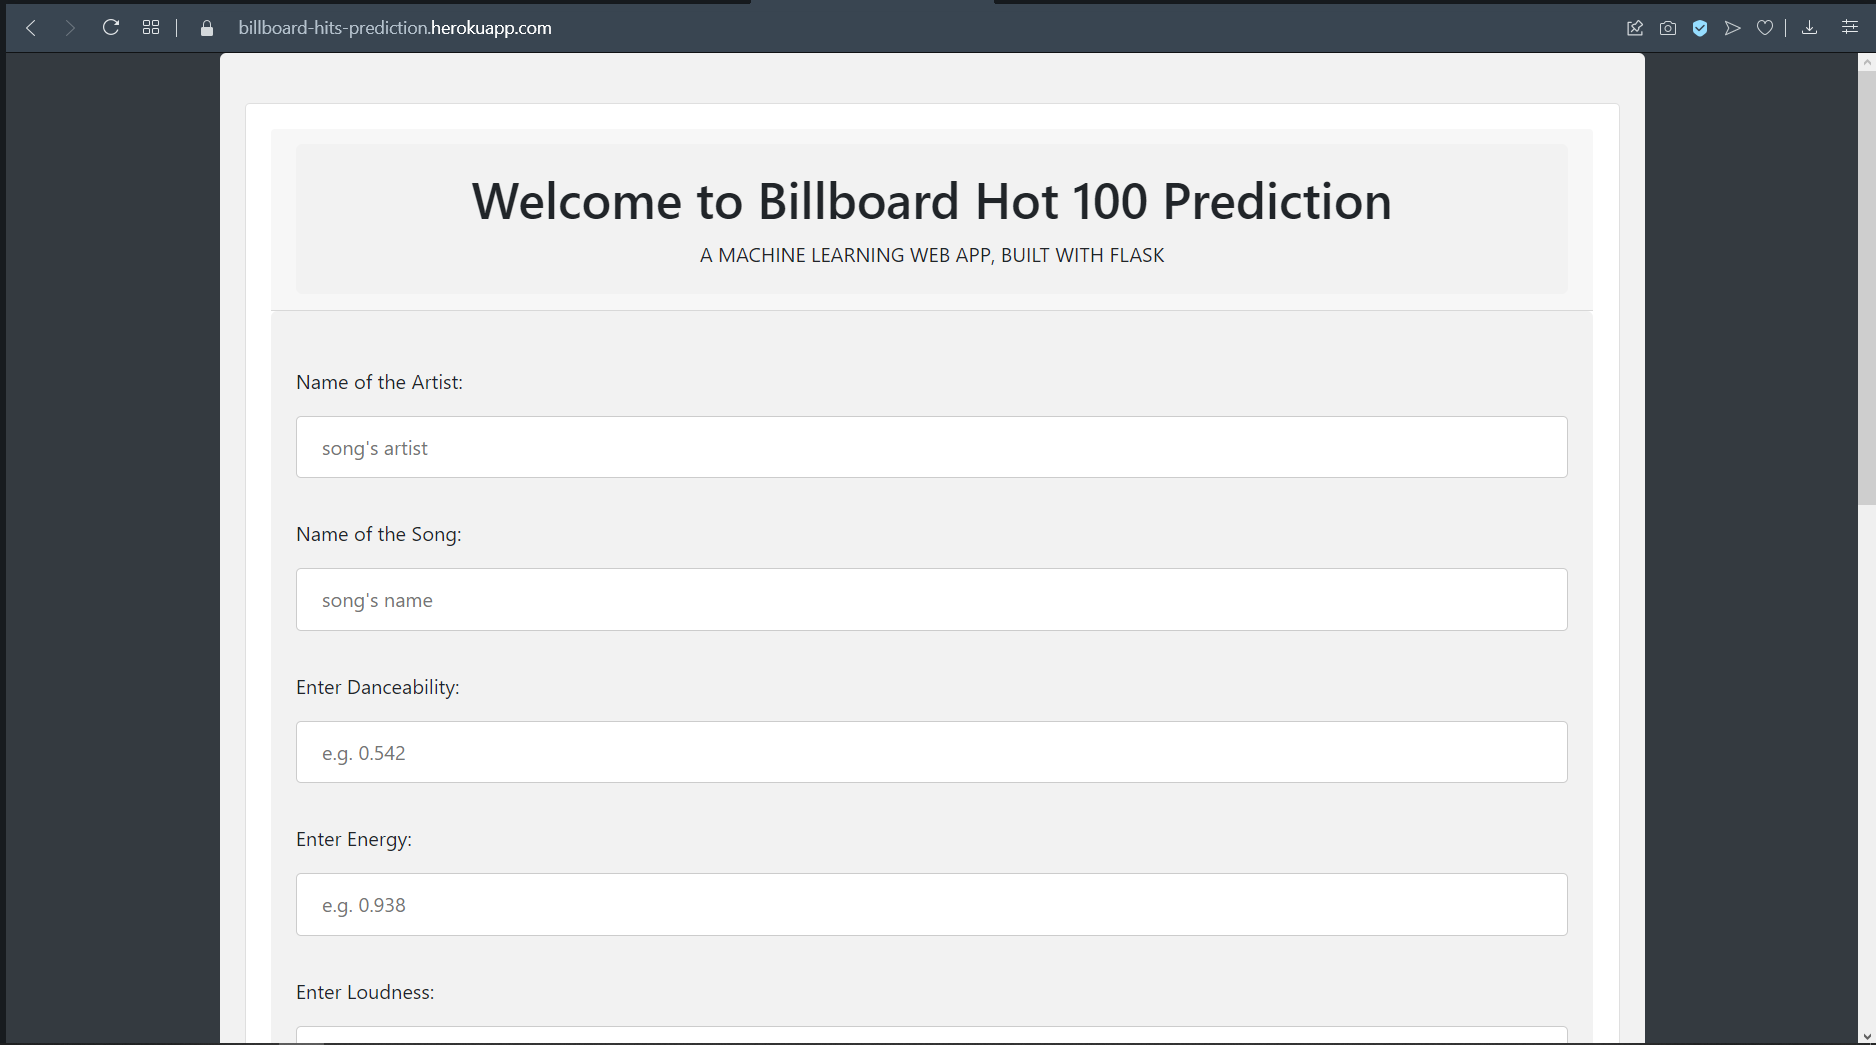 billboard-hits-prediction.herokuapp.com
Welcome to Billboard Hot 100 Prediction
A MACHINE LEARNING WEB APP, BUILT WITH FLASK
Name of the Artist:
song's artist
Name of the Song:
song's name
Enter Danceability:
e.g. 0.542
Enter Energy:
e.g. 0.938
Enter Loudness: